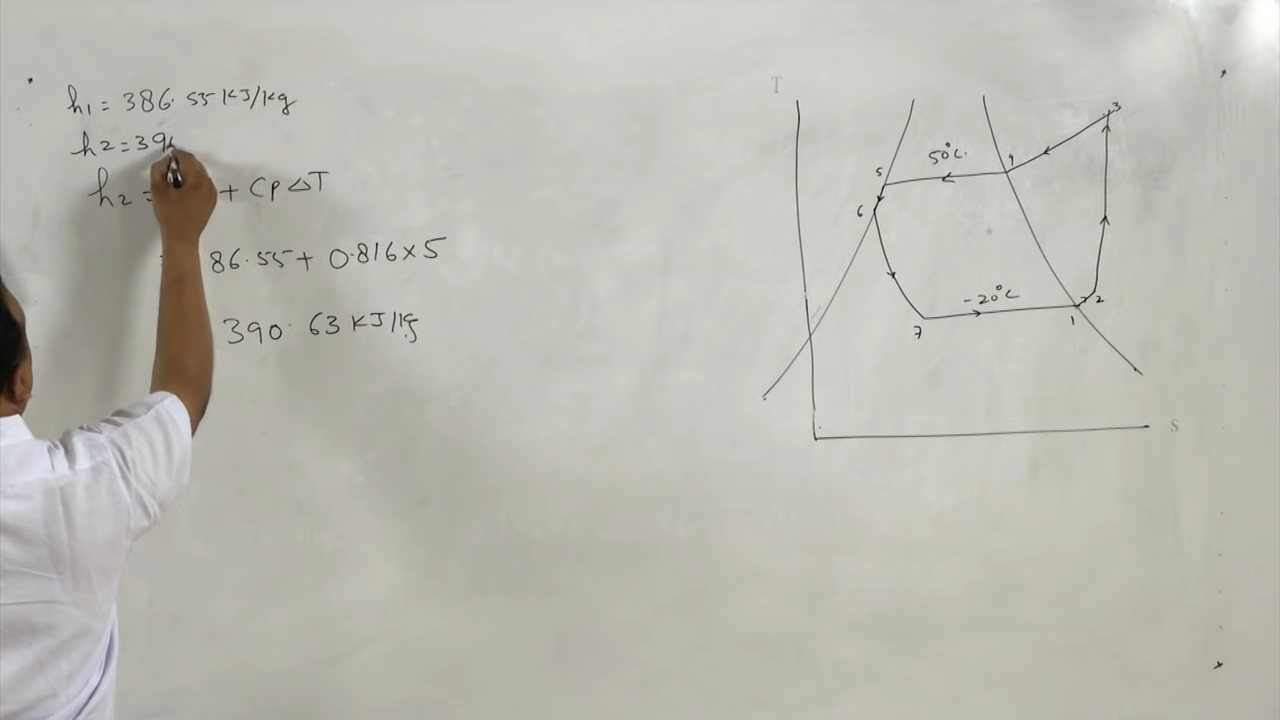 h1 = 386.55 KJ/Kg
h2 = 39
h2 = + Cp ΔT
86.55 + 0.816 × 5
390.63 KJ/Kg
T
3
50°C
4
5
6
-20°C
2
1
7
S